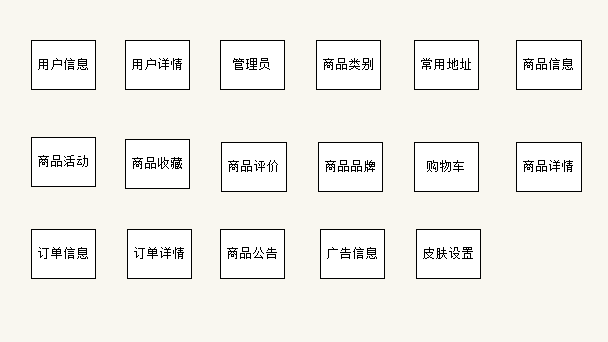 用户信息 用户详情 管理员 商品类别 常用地址 商品信息
商品活动 商品收藏 商品评价 商品品牌 购物车 商品详情
订单信息 订单详情 商品公告 广告信息 皮肤设置